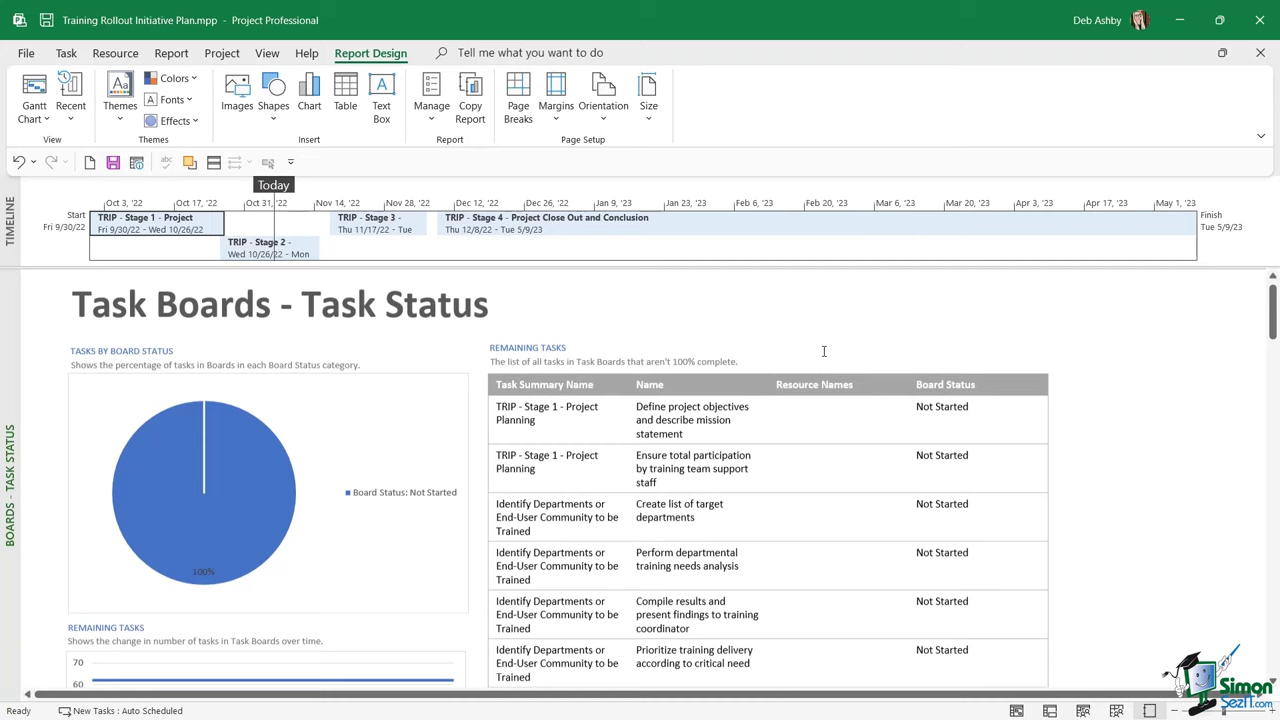 Training Rollout Initiative Plan.mpp - Project Professional
Deb Ashby
File Task Resource Report Project View Help Report Design Tell me what you want to do
Gantt Chart
Recent
Themes
Colors
Fonts
Effects
Images
Shapes
Chart
Table
Text Box
Manage
Copy Report
Page Breaks
Margins
Orientation
Size
View Themes Insert Report Page Setup
abc
Today
Oct 3, '22 Oct 17, '22 Oct 31, '22 Nov 14, '22 Nov 28, '22 Dec 12, '22 Dec 26, '22 Jan 9, '23 Jan 23, '23 Feb 6, '23 Feb 20, '23 Mar 6, '23 Mar 20, '23 Apr 3, '23 Apr 17, '23 May 1, '23
TIMELINE
Start
Fri 9/30/22
TRIP - Stage 1 - Project
Fri 9/30/22 - Wed 10/26/22
TRIP - Stage 3 -
Thu 11/17/22 - Tue
TRIP - Stage 4 - Project Close Out and Conclusion
Thu 12/8/22 - Tue 5/9/23
Finish
Tue 5/9/23
TRIP - Stage 2 -
Wed 10/26/22 - Mon
BOARDS - TASK STATUS
Task Boards - Task Status
TASKS BY BOARD STATUS
Shows the percentage of tasks in Boards in each Board Status category.
Board Status: Not Started
100%
REMAINING TASKS
Shows the change in number of tasks in Task Boards over time.
70
60
REMAINING TASKS
The list of all tasks in Task Boards that aren't 100% complete.
Task Summary Name Name Resource Names Board Status
TRIP - Stage 1 - Project Define project objectives Not Started
Planning and describe mission
statement
TRIP - Stage 1 - Project Ensure total participation Not Started
Planning by training team support
staff
Identify Departments or Create list of target Not Started
End-User Community to be departments
Trained
Identify Departments or Perform departmental Not Started
End-User Community to be training needs analysis
Trained
Identify Departments or Compile results and Not Started
End-User Community to be present findings to training
Trained coordinator
Identify Departments or Prioritize training delivery Not Started
End-User Community to be according to critical need
Trained
Simon
SezIT.com
Ready New Tasks : Auto Scheduled